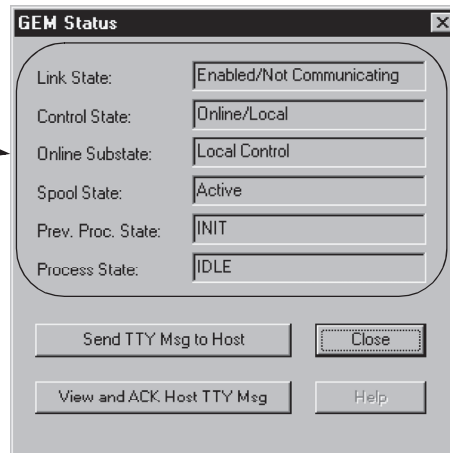 GEM Status
Link State: Enabled/Not Communicating
Control State: Online/Local
Online Substate: Local Control
Spool State: Active
Prev. Proc. State: INIT
Process State: IDLE
Send TTY Msg to Host Close
View and ACK Host TTY Msg Help